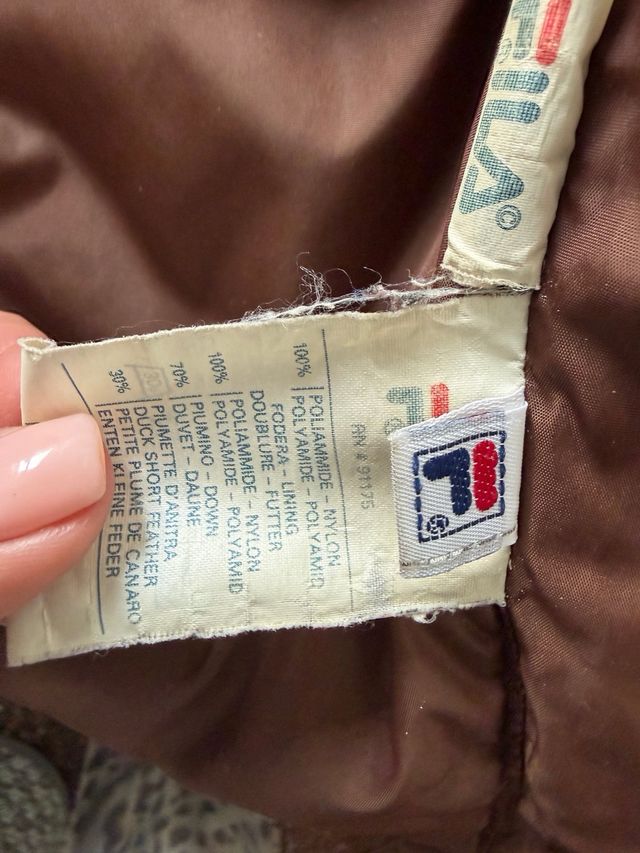 FILA©
F
RN # 91175
100% POLIAMMIDE - NYLON
POLYAMIDE - POLYAMID
FODERA - LINING
DOUBLURE - FUTTER
100% POLIAMMIDE - NYLON
POLYAMIDE - POLYAMID
PIUMINO - DOWN
70% DUVET - DAUNE
PIUMETTE D'ANITRA
30% DUCK SHORT FEATHER
PETITE PLUME DE CANARD
ENTEN KLEINE FEDER
F
®